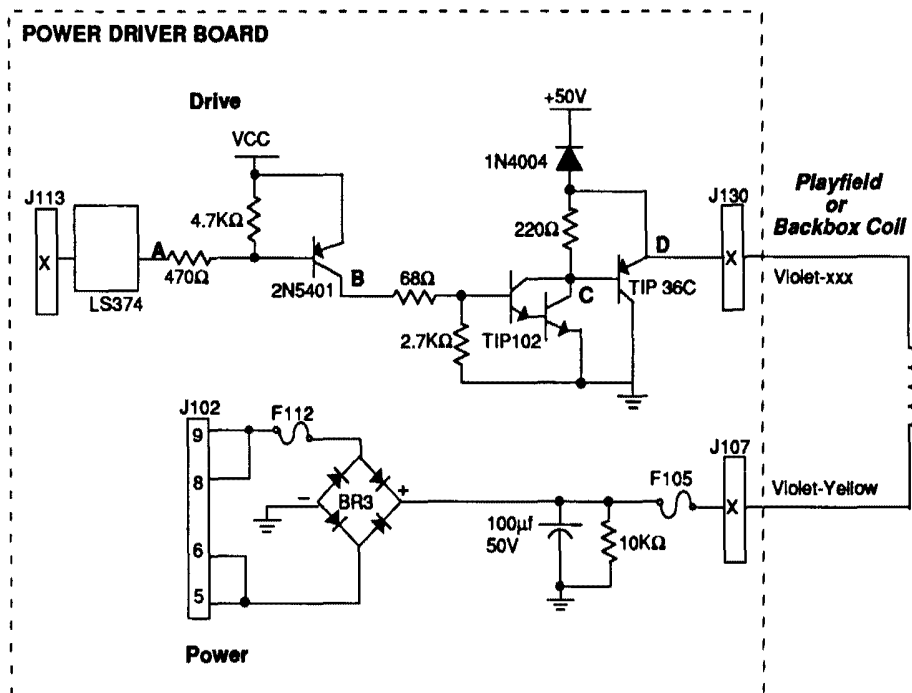 POWER DRIVER BOARD
Drive
+50V
VCC
1N4004
J113
4.7KΩ
J130
Playfield
or
Backbox Coil
220Ω
D
X
A
X
470Ω
2N5401
B
68Ω
C
TIP 36C
Violet-xxx
LS374
2.7KΩ
TIP102
J102
F112
9
J107
8
BR3
–
+
F105
Violet-Yellow
X
100µf
50V
10KΩ
6
5
Power